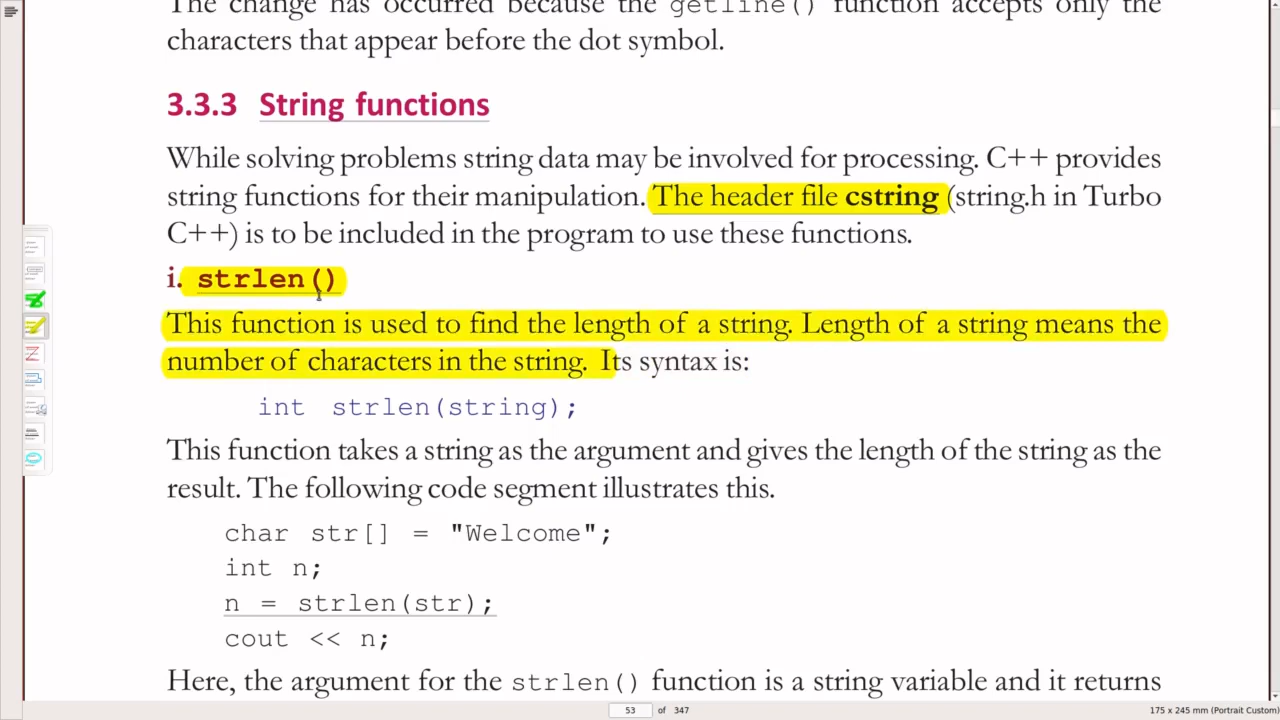 The change has occurred because the getline() function accepts only the
characters that appear before the dot symbol.
3.3.3 String functions
While solving problems string data may be involved for processing. C++ provides
string functions for their manipulation. The header file cstring (string.h in Turbo
C++) is to be included in the program to use these functions.
i. strlen()
This function is used to find the length of a string. Length of a string means the
number of characters in the string. Its syntax is:
int strlen(string);
This function takes a string as the argument and gives the length of the string as the
result. The following code segment illustrates this.
char str[] = "Welcome";
int n;
n = strlen(str);
cout << n;
Here, the argument for the strlen() function is a string variable and it returns
53 of 347
175 x 245 mm (Portrait Custom)